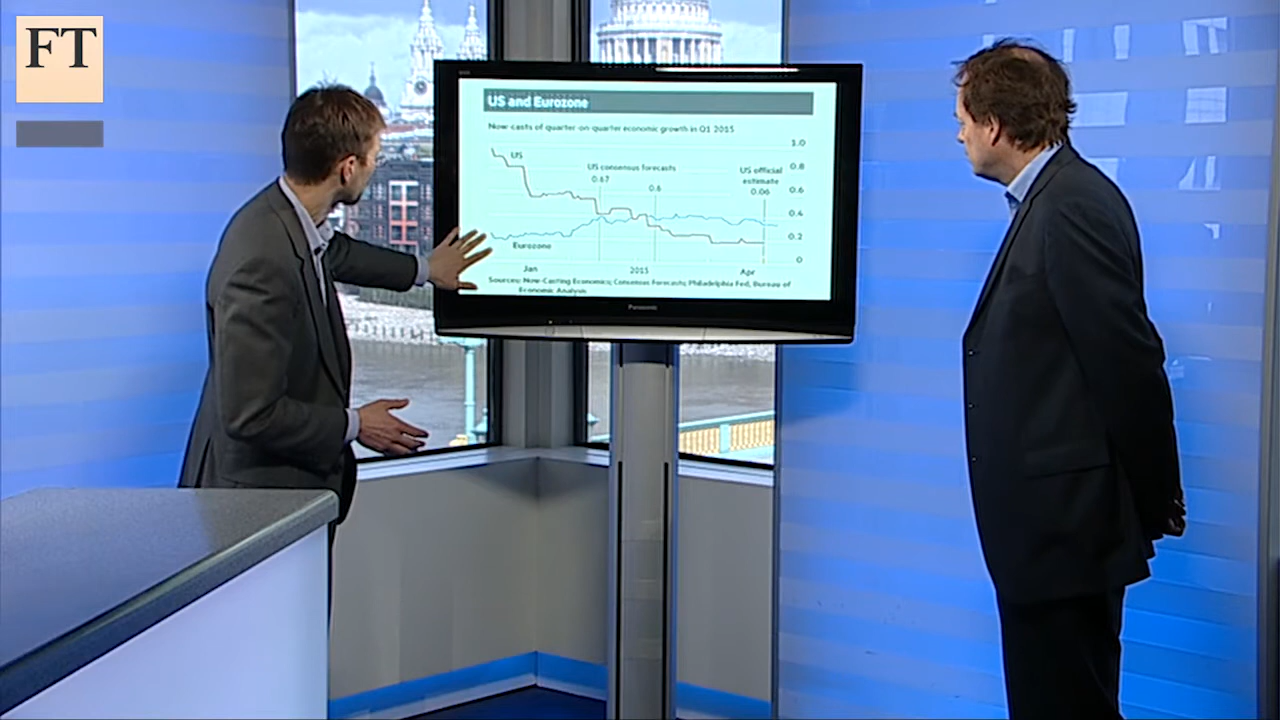 FT
US and Eurozone
Now-casts of quarter-on-quarter economic growth in Q1 2015
1.0
US
US consensus forecasts
US official
0.8
estimate
0.67
0.6
0.06
0.6
0.4
0.2
Eurozone
0
Jan
2015
Apr
Sources: Now-Casting Economics; Consensus Forecasts; Philadelphia Fed, Bureau of
Economic Analysis
Panasonic